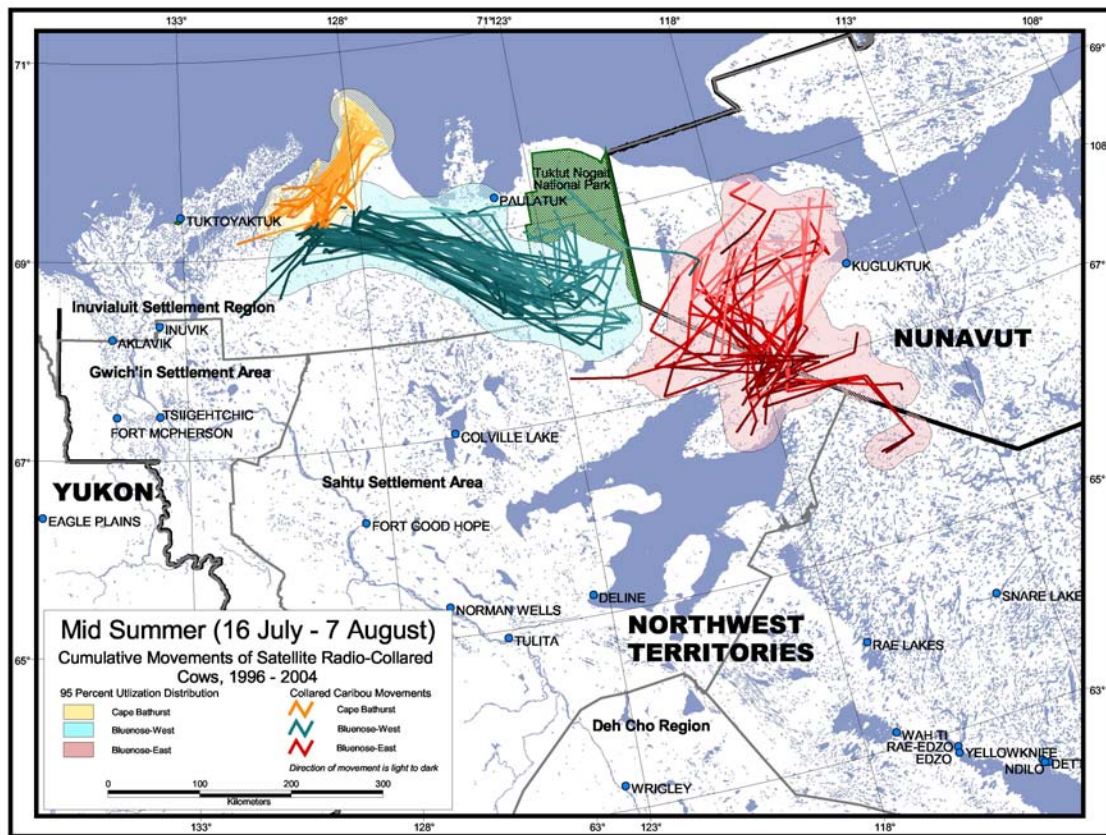 133°
128°
71°123
118°
113°
108°
71°
69°
108
Tuktut Nogait
National Park
PAULATUK
TUKTOYAKTUK
69°
KUGLUKTUK
67°
Inuvialuit Settlement Region
INUVIK
AKLAVIK
NUNAVUT
Gwich'in Settlement Area
TSIIGEHTCHIC
FORT MCPHERSON
COLVILLE LAKE
67°
65°
YUKON
Sahtu Settlement Area
EAGLE PLAINS
FORT GOOD HOPE
DELINE
SNARE LAKE
NORMAN WELLS
TULITA
NORTHWEST
TERRITORIES
RAE LAKES
65°
63°
Deh Cho Region
WAH TI
RAE-EDZO
EDZO
YELLOWKNIFE
NDILO
DETT
WRIGLEY
Mid Summer (16 July - 7 August)
Cumulative Movements of Satellite Radio-Collared
Cows, 1996 - 2004
95 Percent Utlization Distribution
Cape Bathurst
Bluenose-West
Bluenose-East
Collared Caribou Movements
Cape Bathurst
Bluenose-West
Bluenose-East
Direction of movement is light to dark
0 100 200 300
Kilometers
133°
128°
63°
123°
118°